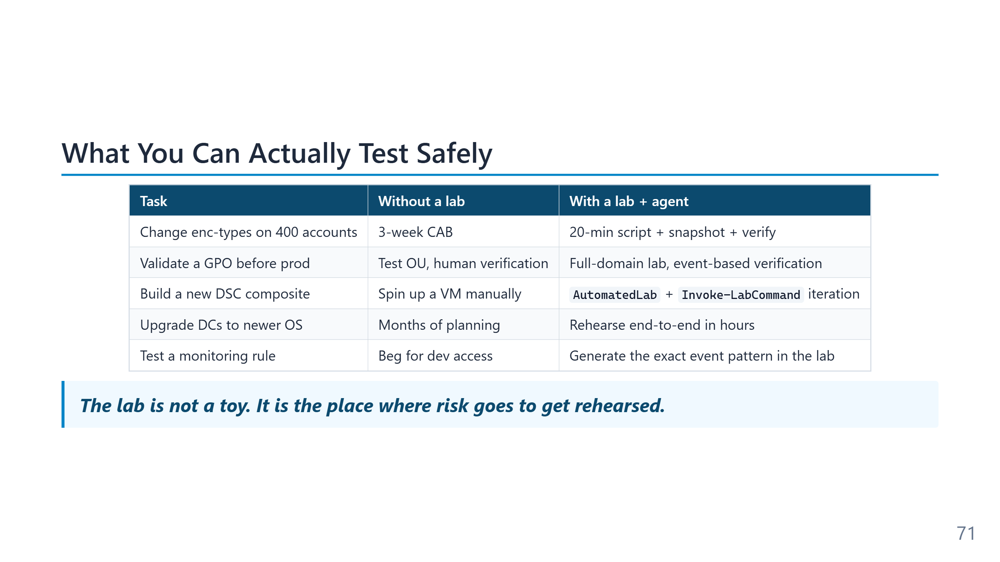 What You Can Actually Test Safely
Task Without a lab With a lab + agent
Change enc-types on 400 accounts 3-week CAB 20-min script + snapshot + verify
Validate a GPO before prod Test OU, human verification Full-domain lab, event-based verification
Build a new DSC composite Spin up a VM manually AutomatedLab + Invoke-LabCommand iteration
Upgrade DCs to newer OS Months of planning Rehearse end-to-end in hours
Test a monitoring rule Beg for dev access Generate the exact event pattern in the lab
The lab is not a toy. It is the place where risk goes to get rehearsed.
71